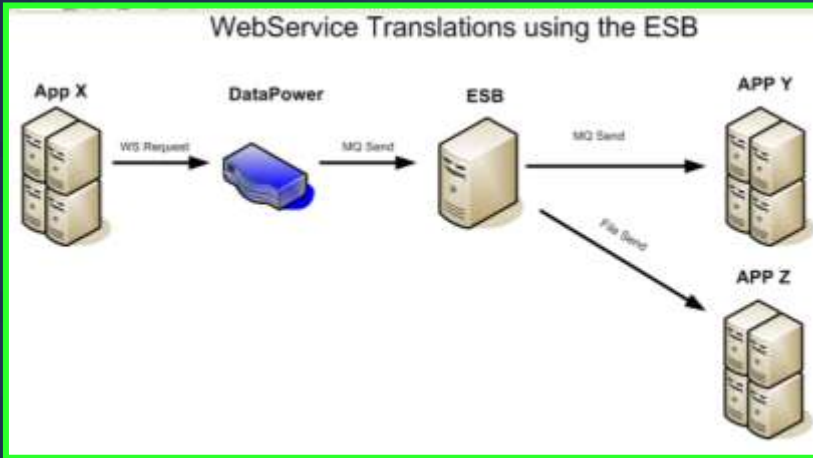 WebService Translations using the ESB
App X
DataPower
ESB
APP Y
WS Request
MQ Send
MQ Send
File Send
APP Z